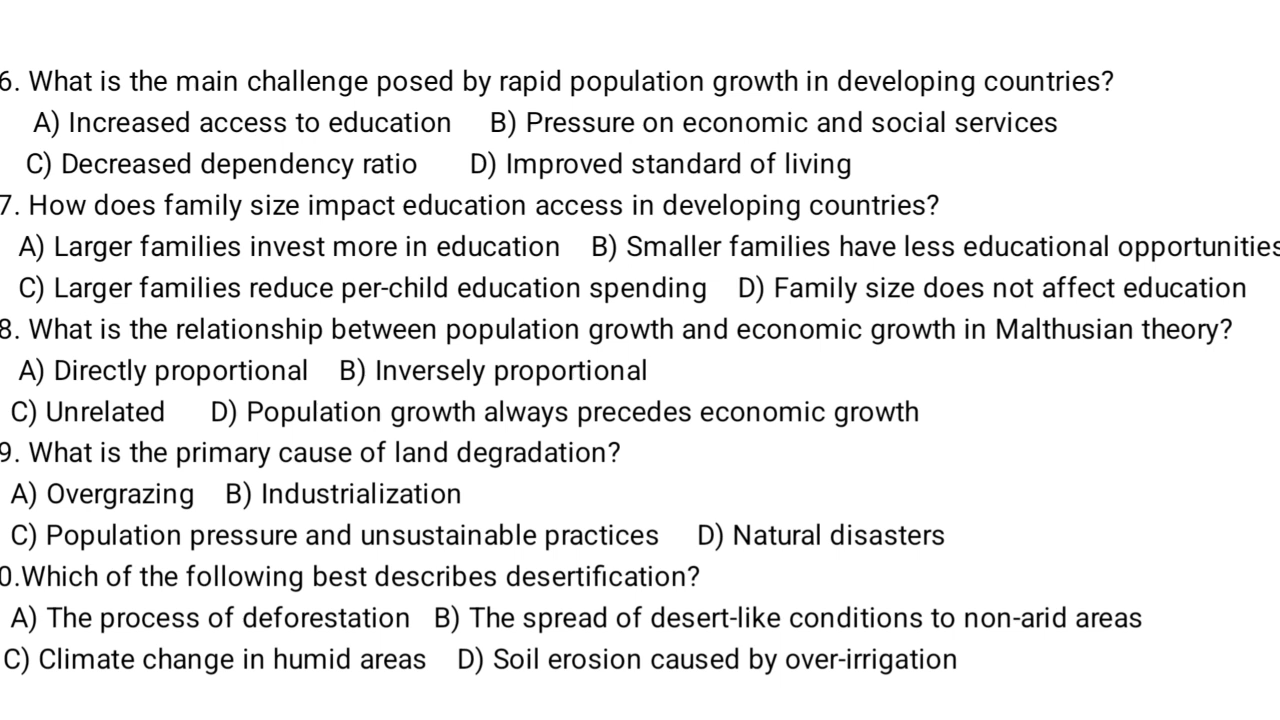 6. What is the main challenge posed by rapid population growth in developing countries?
A) Increased access to education B) Pressure on economic and social services
C) Decreased dependency ratio D) Improved standard of living
7. How does family size impact education access in developing countries?
A) Larger families invest more in education B) Smaller families have less educational opportunities
C) Larger families reduce per-child education spending D) Family size does not affect education
8. What is the relationship between population growth and economic growth in Malthusian theory?
A) Directly proportional B) Inversely proportional
C) Unrelated D) Population growth always precedes economic growth
9. What is the primary cause of land degradation?
A) Overgrazing B) Industrialization
C) Population pressure and unsustainable practices D) Natural disasters
0.Which of the following best describes desertification?
A) The process of deforestation B) The spread of desert-like conditions to non-arid areas
C) Climate change in humid areas D) Soil erosion caused by over-irrigation